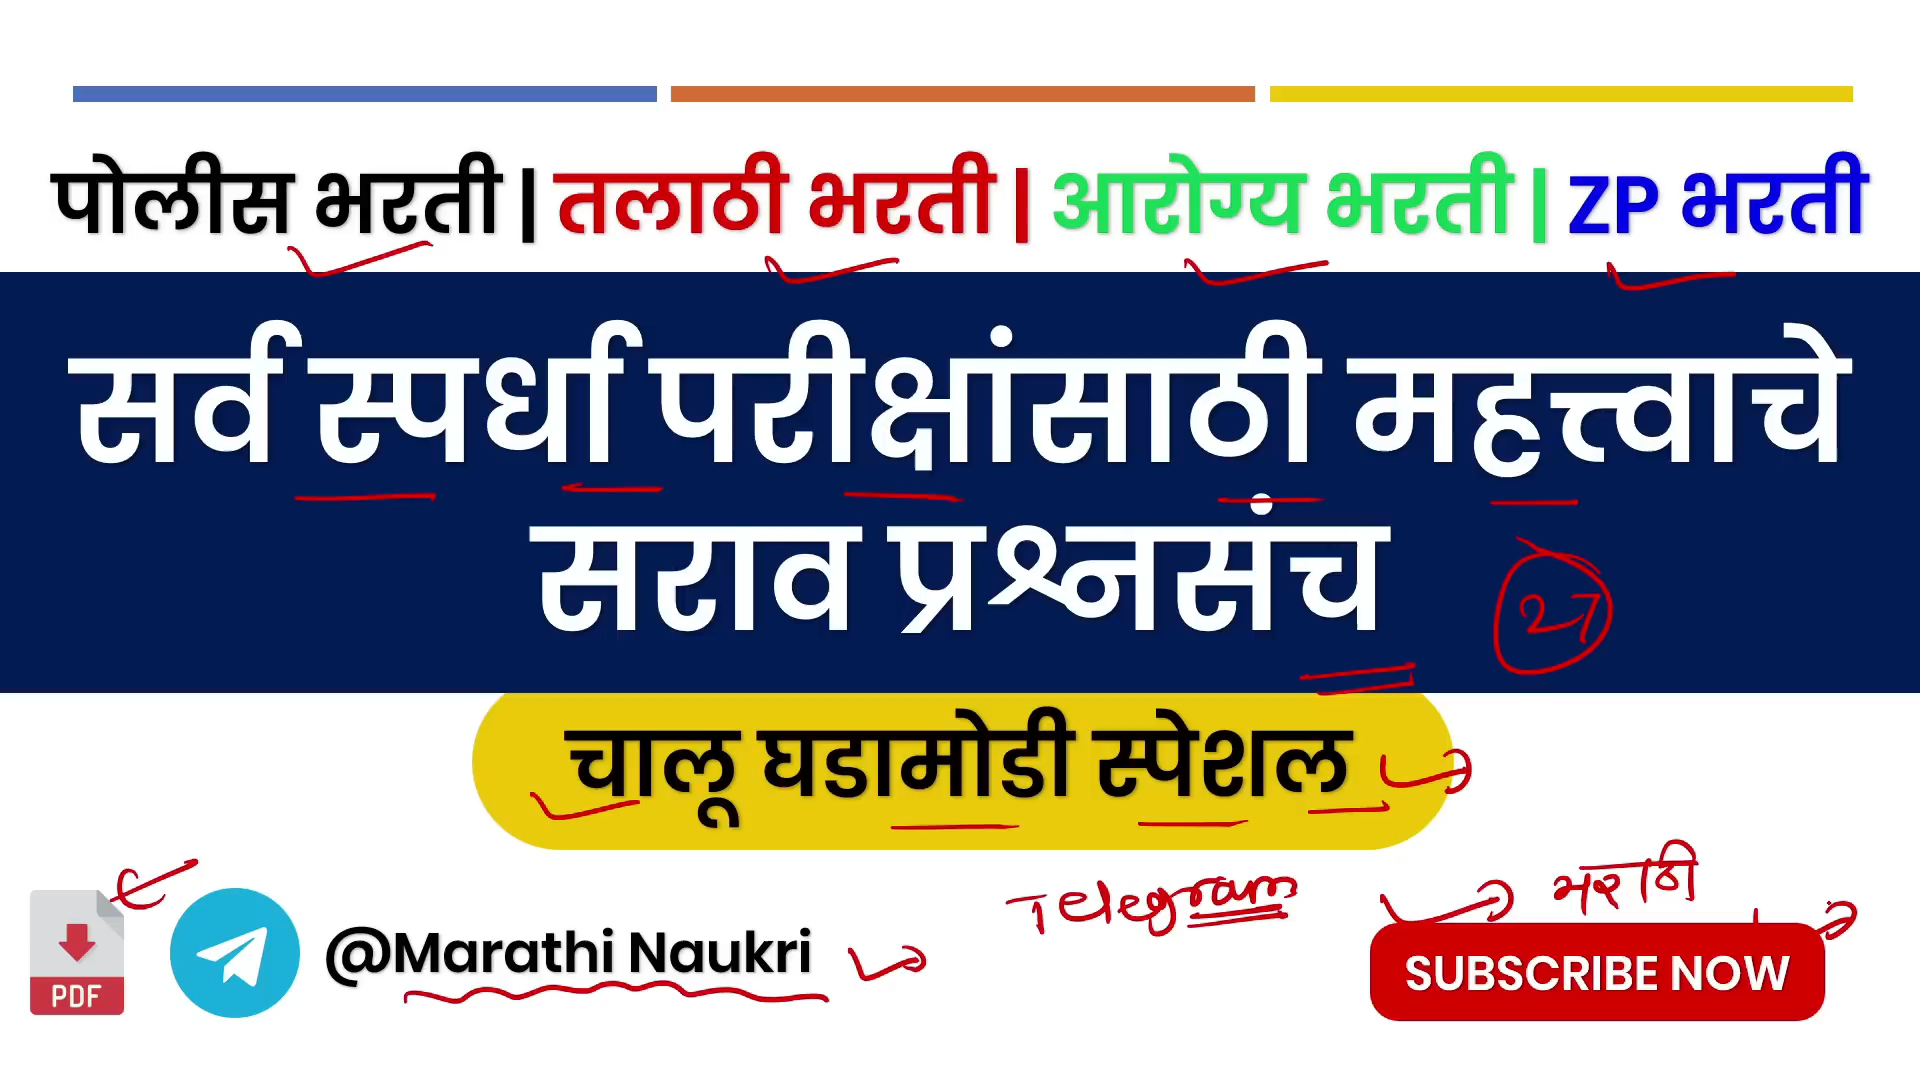 पोलीस भरती | तलाठी भरती | आरोग्य भरती | ZP भरती
सर्व स्पर्धा परीक्षांसाठी महत्त्वाचे
सराव प्रश्नसंच
27
चालू घडामोडी स्पेशल
PDF
@Marathi Naukri
Telegram
मराठी
SUBSCRIBE NOW